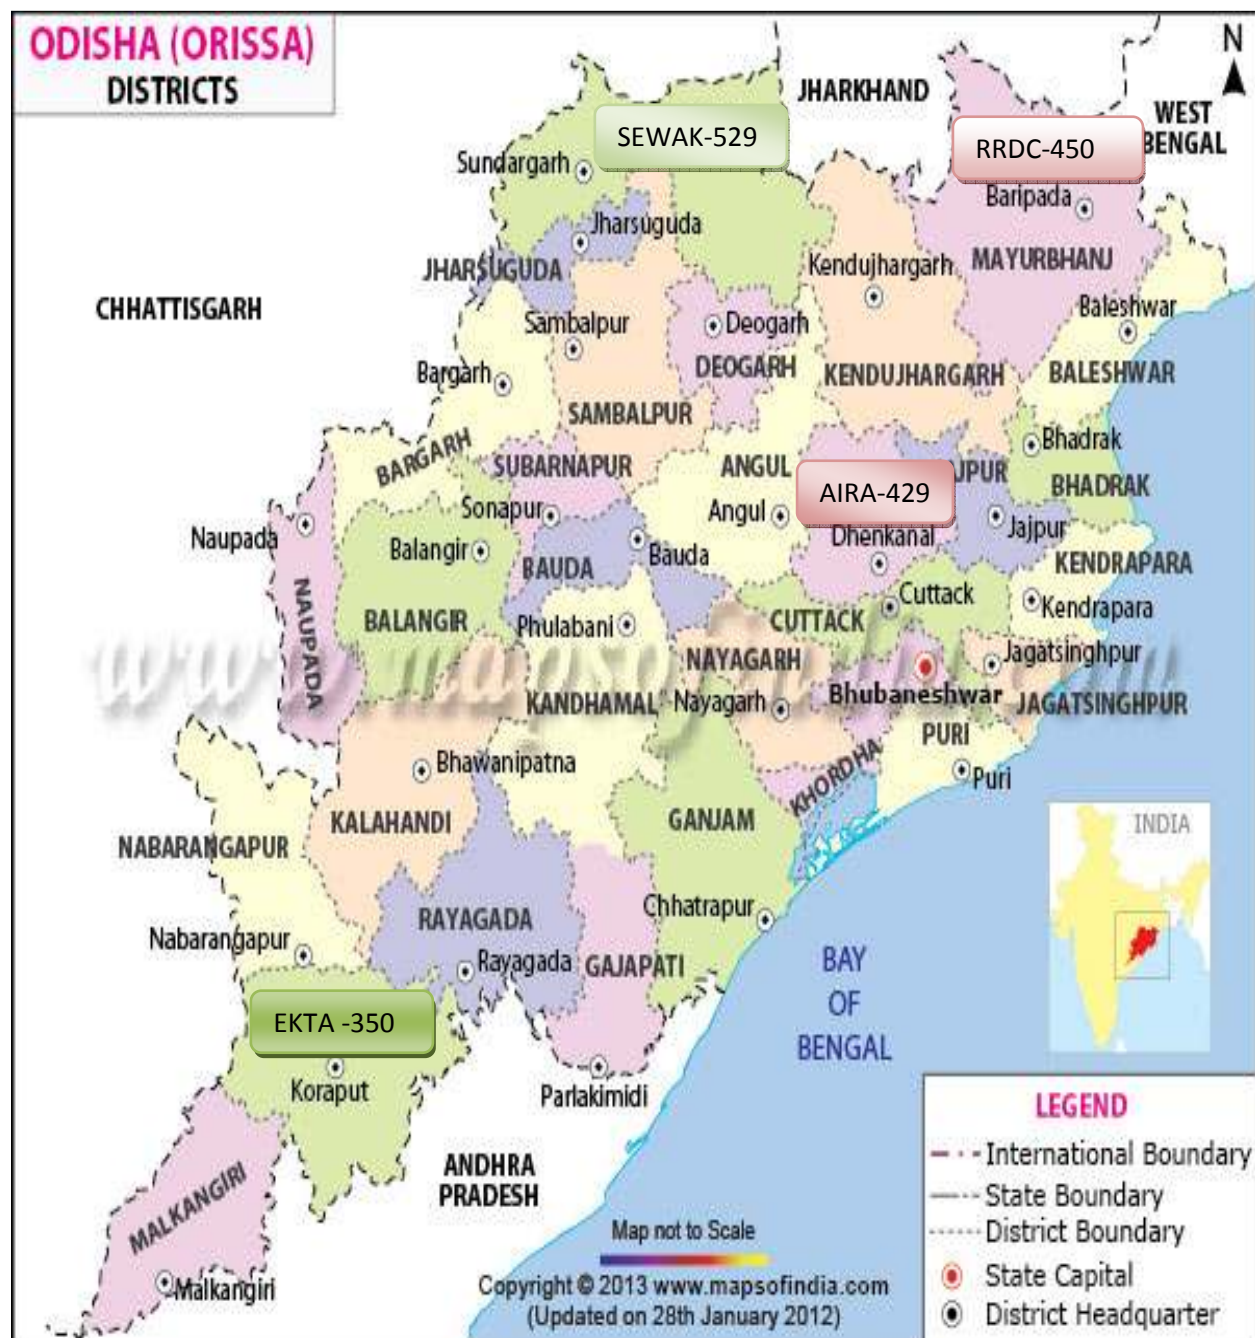 ODISHA (ORISSA)
DISTRICTS
N
JHARKHAND
WEST
BENGAL
SEWAK-529
RRDC-450
Sundargarh
Baripada
Jharsuguda
JHARSUGUDA
Kendujhargarh
MAYURBHANJ
CHHATTISGARH
Sambalpur
Deogarh
Baleshwar
Bargarh
DEOGARH
KENDUJHARGARH
BALESHWAR
SAMBALPUR
BARGARH
SUBARNAPUR
ANGUL
AIRA-429
JPUR
Bhadrak
BHADRAK
Naupada
Sonapur
Angul
Dhenkanal
Jajpur
Balangir
BAUDA
Bauda
KENDRAPARA
NAUPADA
BALANGIR
Phulabani
CUTTACK
Cuttack
Kendrapara
www.mapsofindia.com
NAYAGARH
Jagatsinghpur
KANDHAMAL
Nayagarh
Bhubaneshwar
JAGATSINGHPUR
PURI
Bhawanipatna
KHORDHA
Puri
KALAHANDI
GANJAM
INDIA
NABARANGAPUR
RAYAGADA
Chhatrapur
Nabarangapur
Rayagada
GAJAPATI
BAY
OF
BENGAL
EKTA -350
Koraput
Parlakimidi
ANDHRA
PRADESH
MALKANGIRI
Malkangiri
LEGEND
International Boundary
State Boundary
District Boundary
State Capital
District Headquarter
Map not to Scale
Copyright © 2013 www.mapsofindia.com
(Updated on 28th January 2012)